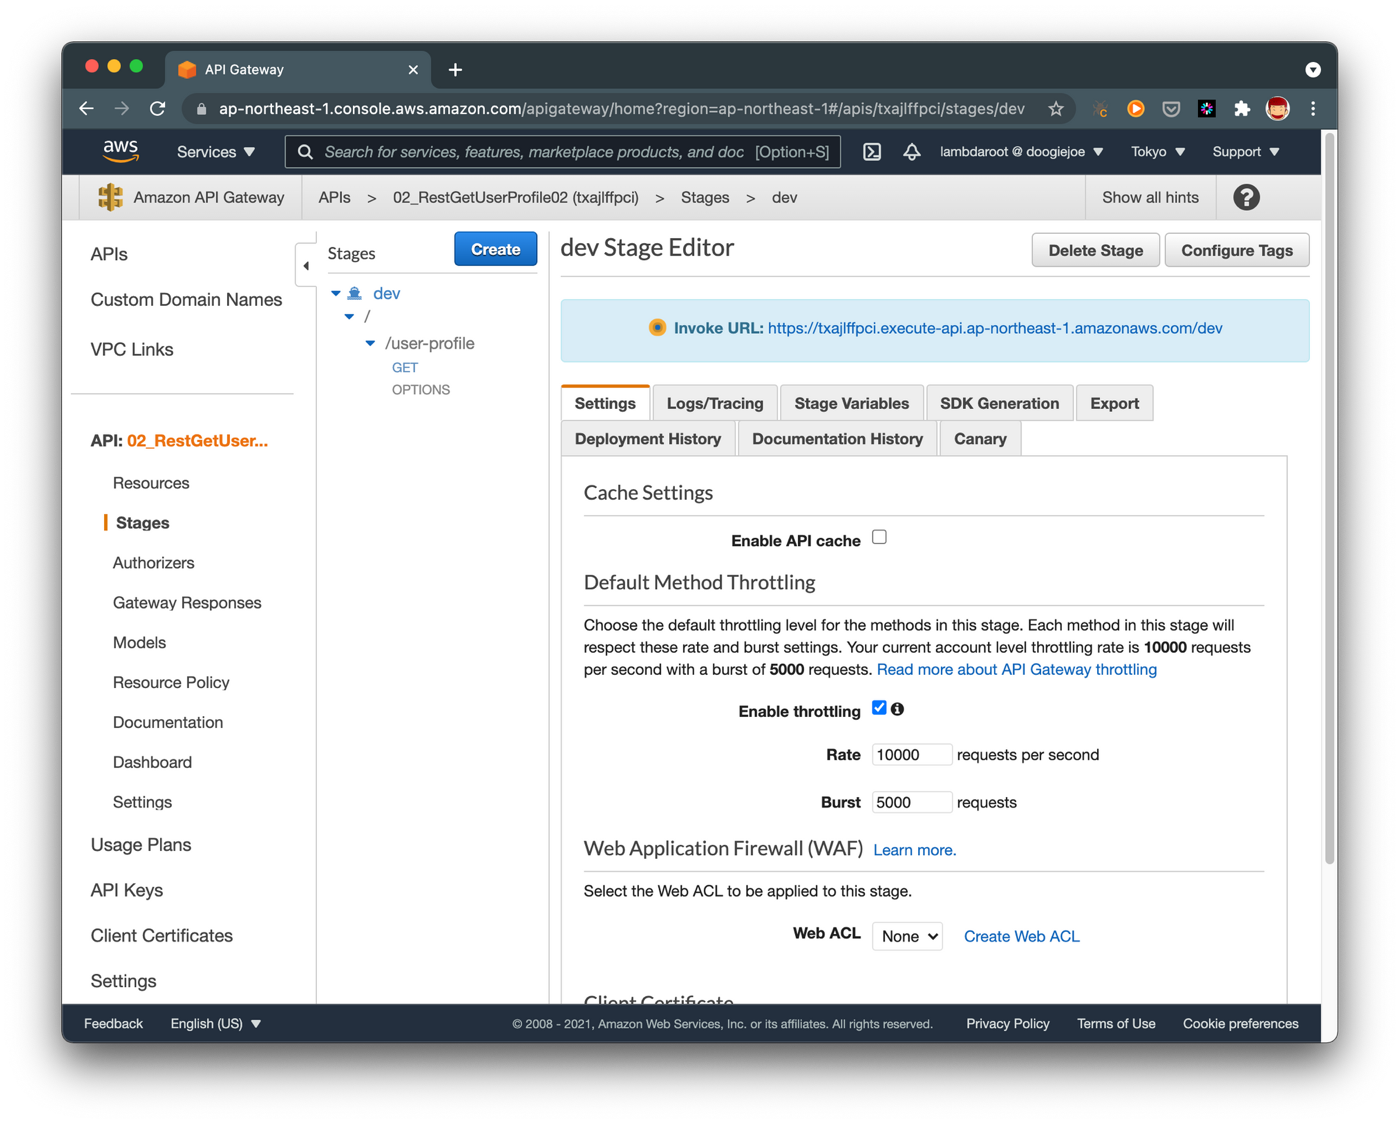 API Gateway
ap-northeast-1.console.aws.amazon.com/apigateway/home?region=ap-northeast-1#/apis/txajlffpci/stages/dev
aws
Services
Search for services, features, marketplace products, and doc [Option+S]
lambdaroot @ doogiejoe
Tokyo
Support
Amazon API Gateway
APIs > 02_RestGetUserProfile02 (txajlffpci) > Stages > dev
Show all hints
?
APIs
Custom Domain Names
VPC Links
API: 02_RestGetUser...
Resources
Stages
Authorizers
Gateway Responses
Models
Resource Policy
Documentation
Dashboard
Settings
Usage Plans
API Keys
Client Certificates
Settings
Stages
Create
dev
/
/user-profile
GET
OPTIONS
dev Stage Editor
Delete Stage
Configure Tags
Invoke URL: https://txajlffpci.execute-api.ap-northeast-1.amazonaws.com/dev
Settings
Logs/Tracing
Stage Variables
SDK Generation
Export
Deployment History
Documentation History
Canary
Cache Settings
Enable API cache
Default Method Throttling
Choose the default throttling level for the methods in this stage. Each method in this stage will
respect these rate and burst settings. Your current account level throttling rate is 10000 requests
per second with a burst of 5000 requests. Read more about API Gateway throttling
Enable throttling
Rate 10000 requests per second
Burst 5000 requests
Web Application Firewall (WAF) Learn more.
Select the Web ACL to be applied to this stage.
Web ACL None Create Web ACL
Client Certificate
Feedback
English (US)
© 2008 - 2021, Amazon Web Services, Inc. or its affiliates. All rights reserved.
Privacy Policy
Terms of Use
Cookie preferences